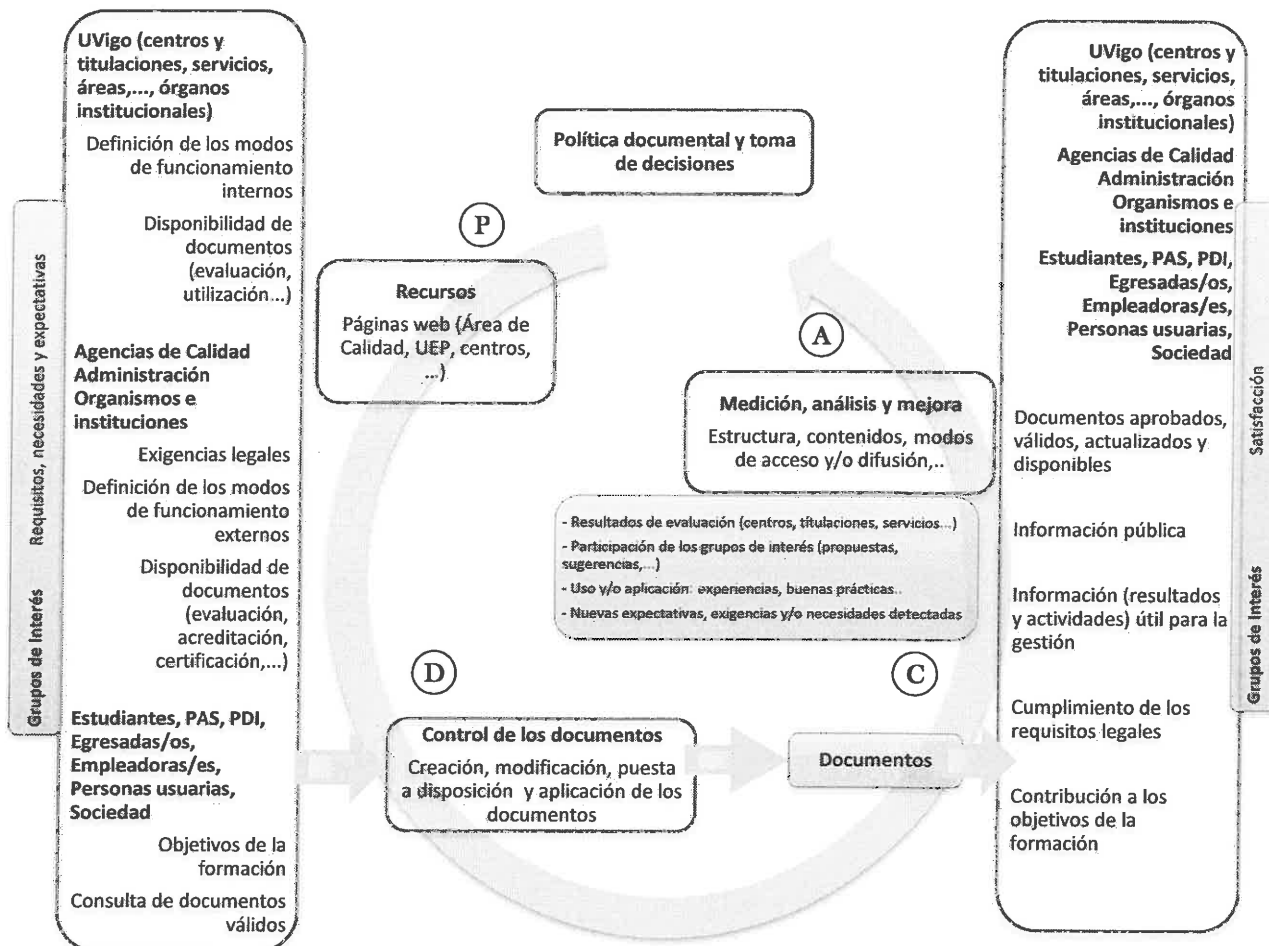 Grupos de Interés    Requisitos, necesidades y expectativas
UVigo (centros y
titulaciones, servicios,
áreas,..., órganos
institucionales)
Definición de los modos
de funcionamiento
internos
Disponibilidad de
documentos
(evaluación,
utilización...)
Agencias de Calidad
Administración
Organismos e
instituciones
Exigencias legales
Definición de los modos
de funcionamiento
externos
Disponibilidad de
documentos
(evaluación,
acreditación,
certificación,...)
Estudiantes, PAS, PDI,
Egresadas/os,
Empleadoras/es,
Personas usuarias,
Sociedad
Objetivos de la
formación
Consulta de documentos
válidos
Política documental y toma
de decisiones
P
Recursos
Páginas web (Área de
Calidad, UEP, centros,
...)
A
Medición, análisis y mejora
Estructura, contenidos, modos
de acceso y/o difusión,..
- Resultados de evaluación (centros, titulaciones, servicios...)
- Participación de los grupos de interés (propuestas,
sugerencias,...)
- Uso y/o aplicación: experiencias, buenas prácticas..
- Nuevas expectativas, exigencias y/o necesidades detectadas
D
Control de los documentos
Creación, modificación, puesta
a disposición y aplicación de los
documentos
C
Documentos
UVigo (centros y
titulaciones, servicios,
áreas,..., órganos
institucionales)
Agencias de Calidad
Administración
Organismos e
instituciones
Estudiantes, PAS, PDI,
Egresadas/os,
Empleadoras/es,
Personas usuarias,
Sociedad
Documentos aprobados,
válidos, actualizados y
disponibles
Información pública
Información (resultados
y actividades) útil para la
gestión
Cumplimiento de los
requisitos legales
Contribución a los
objetivos de la
formación
Grupos de Interés    Satisfacción